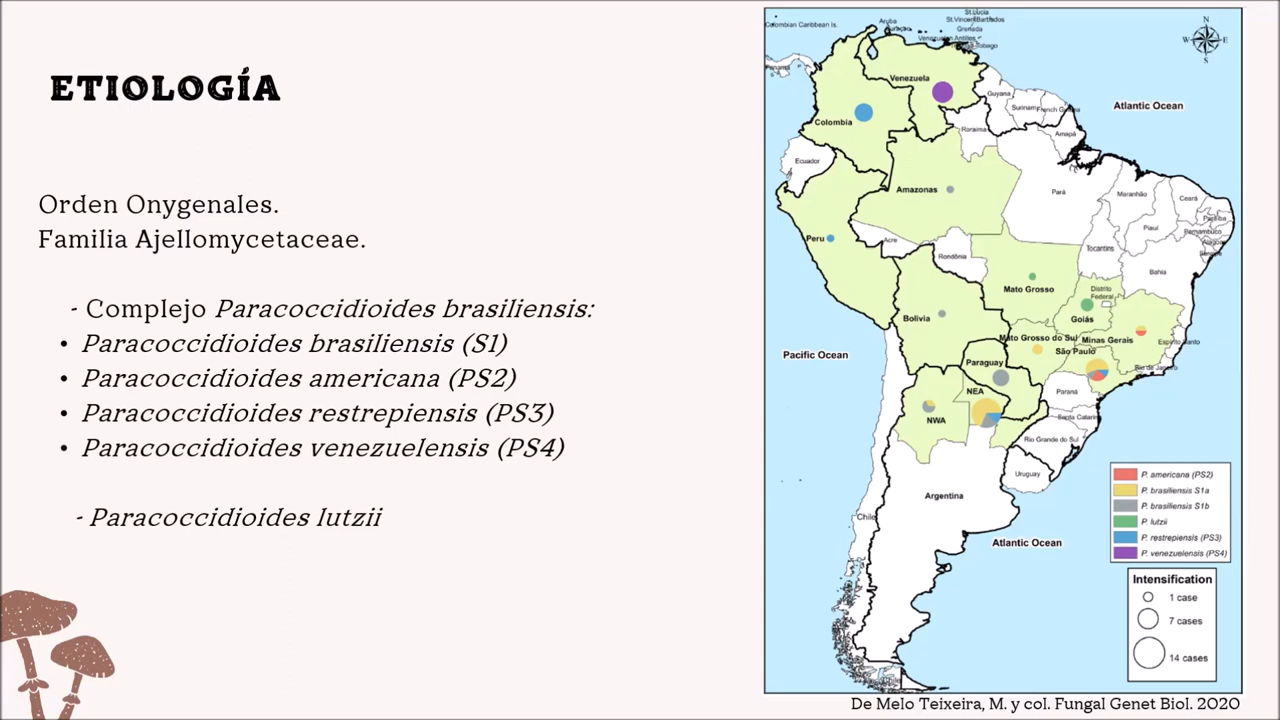 ETIOLOGÍA
Orden Onygenales.
Familia Ajellomycetaceae.
- Complejo Paracoccidioides brasiliensis:
• Paracoccidioides brasiliensis (S1)
• Paracoccidioides americana (PS2)
• Paracoccidioides restrepiensis (PS3)
• Paracoccidioides venezuelensis (PS4)
- Paracoccidioides lutzii
Colombian Caribbean Is.
Aruba
St.Lucia
Grenada
N
W
E
S
Venezuela
Atlantic Ocean
Guyana
Surinam
Colombia
Roraima
Amapá
Ecuador
Amazonas
Pará
Maranhão
Ceará
Piauí
Pernambuco
Peru
Acre
Rondônia
Tocantins
Bahia
Mato Grosso
Distrito
Federal
Goiás
Bolivia
Mato Grosso do Sul
Minas Gerais
Espírito Santo
São Paulo
Pacific Ocean
Paraguay
Rio de Janeiro
NEA
Paraná
NWA
Santa Catarina
Rio Grande do Sul
Uruguay
Argentina
Chile
Atlantic Ocean
P. americana (PS2)
P. brasiliensis S1a
P. brasiliensis S1b
P. lutzii
P. restrepiensis (PS3)
P. venezuelensis (PS4)
Intensification
1 case
7 cases
14 cases
De Melo Teixeira, M. y col. Fungal Genet Biol. 2020